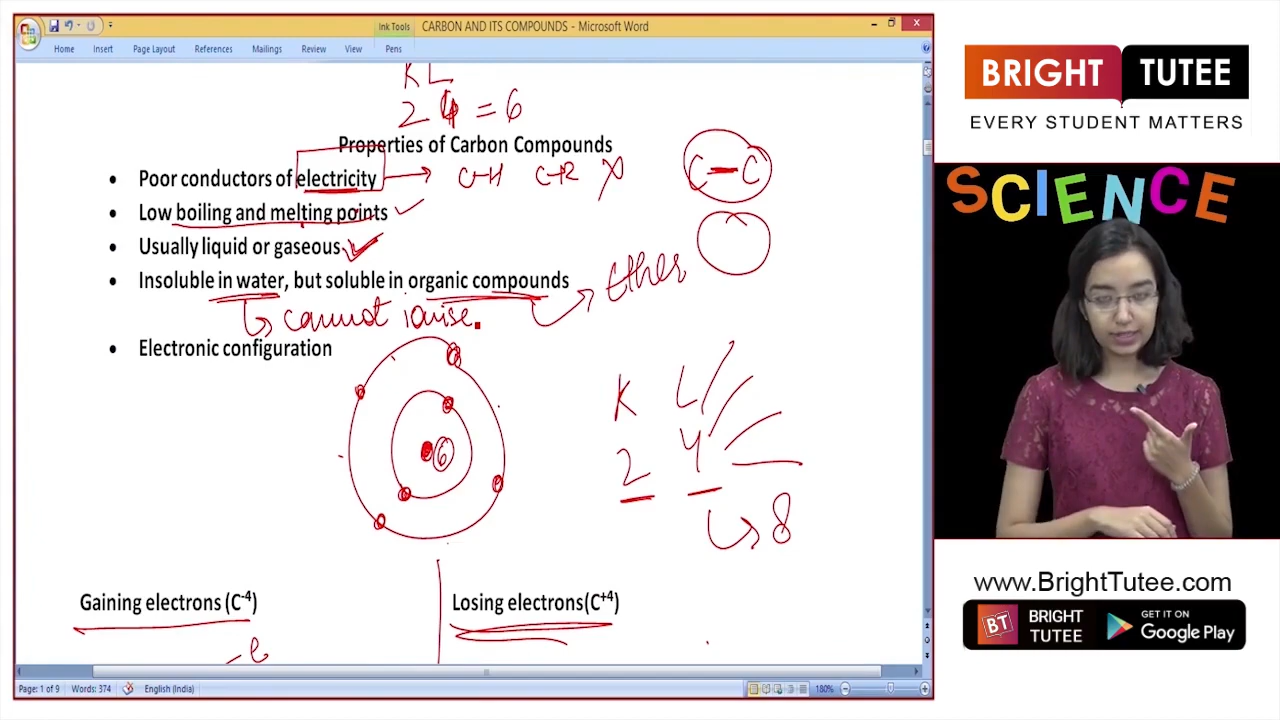 Ink Tools
CARBON AND ITS COMPOUNDS - Microsoft Word
Home Insert Page Layout References Mailings Review View Pens
K L
2 4 = 6
Properties of Carbon Compounds
• Poor conductors of electricity
• Low boiling and melting points
• Usually liquid or gaseous
• Insoluble in water, but soluble in organic compounds
Ether
cannot ionise.
• Electronic configuration
C – C
6
K L
2 4
8
Gaining electrons (C-4)
Losing electrons(C+4)
Page: 1 of 9 Words: 374 English (India) 180%
BRIGHT TUTEE
EVERY STUDENT MATTERS
SCIENCE
www.BrightTutee.com
BT BRIGHT TUTEE
GET IT ON
Google Play